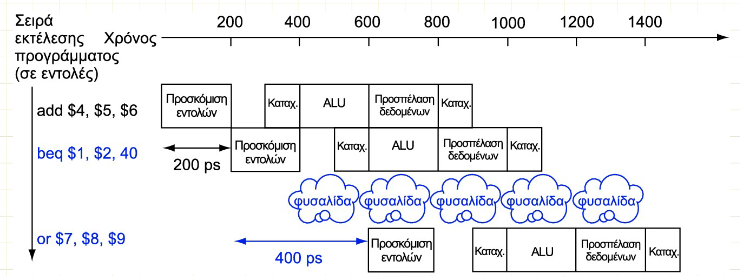 Σειρά
εκτέλεσης Χρόνος
προγράμματος
(σε εντολές)
200 400 600 800 1000 1200 1400
add $4, $5, $6
Προσκόμιση
εντολών
Καταχ.
ALU
Προσπέλαση
δεδομένων
Καταχ.
beq $1, $2, 40
200 ps
Προσκόμιση
εντολών
Καταχ.
ALU
Προσπέλαση
δεδομένων
Καταχ.
φυσαλίδα φυσαλίδα φυσαλίδα φυσαλίδα φυσαλίδα
or $7, $8, $9
400 ps
Προσκόμιση
εντολών
Καταχ.
ALU
Προσπέλαση
δεδομένων
Καταχ.